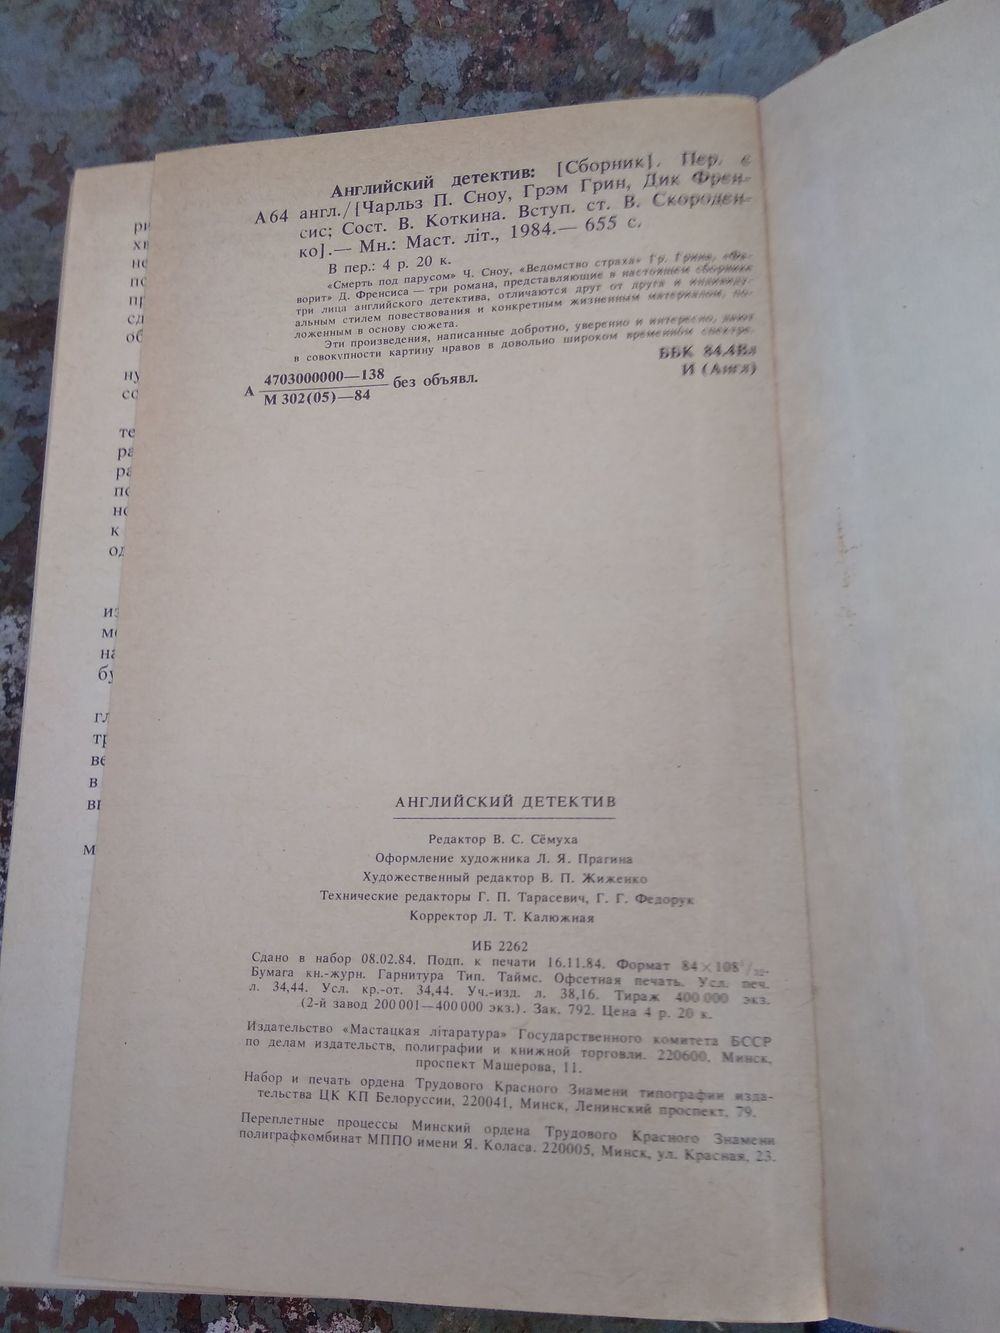 Английский детектив: [Сборник]. Пер. с
А64 англ./[Чарльз П. Сноу, Грэм Грин, Дик Френ-
сис; Сост. В. Коткина. Вступ. ст. В. Скороден-
ко].— Мн.: Маст. літ., 1984.— 655 с.
В пер.: 4 р. 20 к.
«Смерть под парусом» Ч. Сноу, «Ведомство страха» Гр. Грина, «Фа-
ворит» Д. Френсиса — три романа, представляющие в настоящем сборнике
три лица английского детектива, отличаются друг от друга и индивиду-
альным стилем повествования и конкретным жизненным материалом, по-
ложенным в основу сюжета.
Эти произведения, написанные добротно, уверенно и интересно, дают
в совокупности картину нравов в довольно широком временном спектре.
А 4703000000—138 без объявл.
М 302(05)—84
ББК 84.4Вл
И (Англ)
АНГЛИЙСКИЙ ДЕТЕКТИВ
Редактор В. С. Сёмуха
Оформление художника Л. Я. Прагина
Художественный редактор В. П. Жиженко
Технические редакторы Г. П. Тарасевич, Г. Г. Федорук
Корректор Л. Т. Калюжная
ИБ 2262
Сдано в набор 08.02.84. Подп. к печати 16.11.84. Формат 84×108¹/₃₂.
Бумага кн.-журн. Гарнитура Тип. Таймс. Офсетная печать. Усл. печ.
л. 34,44. Усл. кр.-от. 34,44. Уч.-изд. л. 38,16. Тираж 400 000 экз.
(2-й завод 200 001—400 000 экз.). Зак. 792. Цена 4 р. 20 к.
Издательство «Мастацкая літаратура» Государственного комитета БССР
по делам издательств, полиграфии и книжной торговли. 220600, Минск,
проспект Машерова, 11.
Набор и печать ордена Трудового Красного Знамени типографии изда-
тельства ЦК КП Белоруссии, 220041, Минск, Ленинский проспект, 79.
Переплетные процессы Минский ордена Трудового Красного Знамени
полиграфкомбинат МППО имени Я. Коласа. 220005, Минск, ул. Красная, 23.